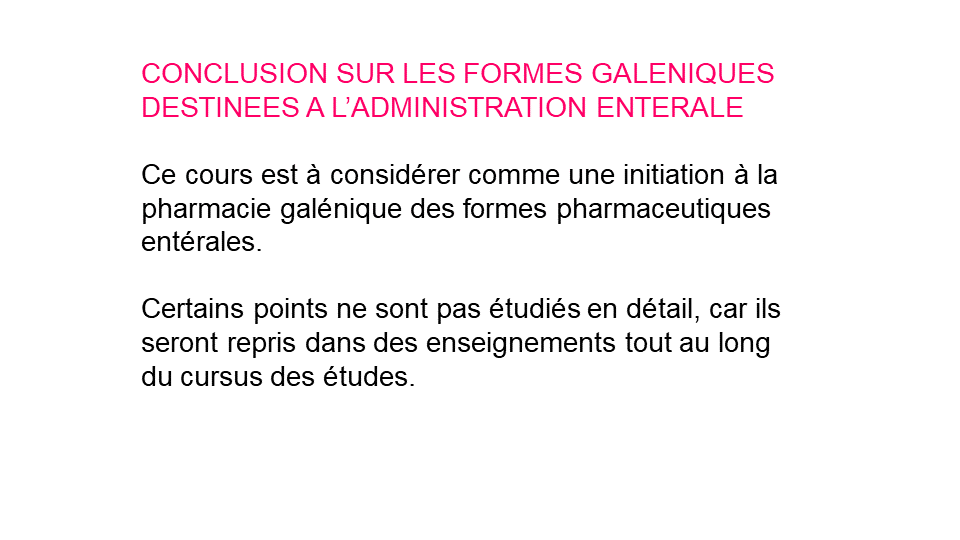 CONCLUSION SUR LES FORMES GALENIQUES
DESTINEES A L’ADMINISTRATION ENTERALE
Ce cours est à considérer comme une initiation à la
pharmacie galénique des formes pharmaceutiques
entérales.
Certains points ne sont pas étudiés en détail, car ils
seront repris dans des enseignements tout au long
du cursus des études.